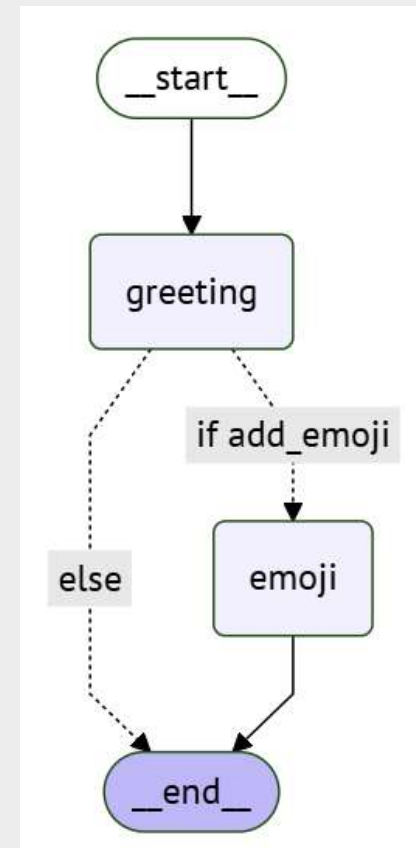 __start__
greeting
if add_emoji
else
emoji
__end__